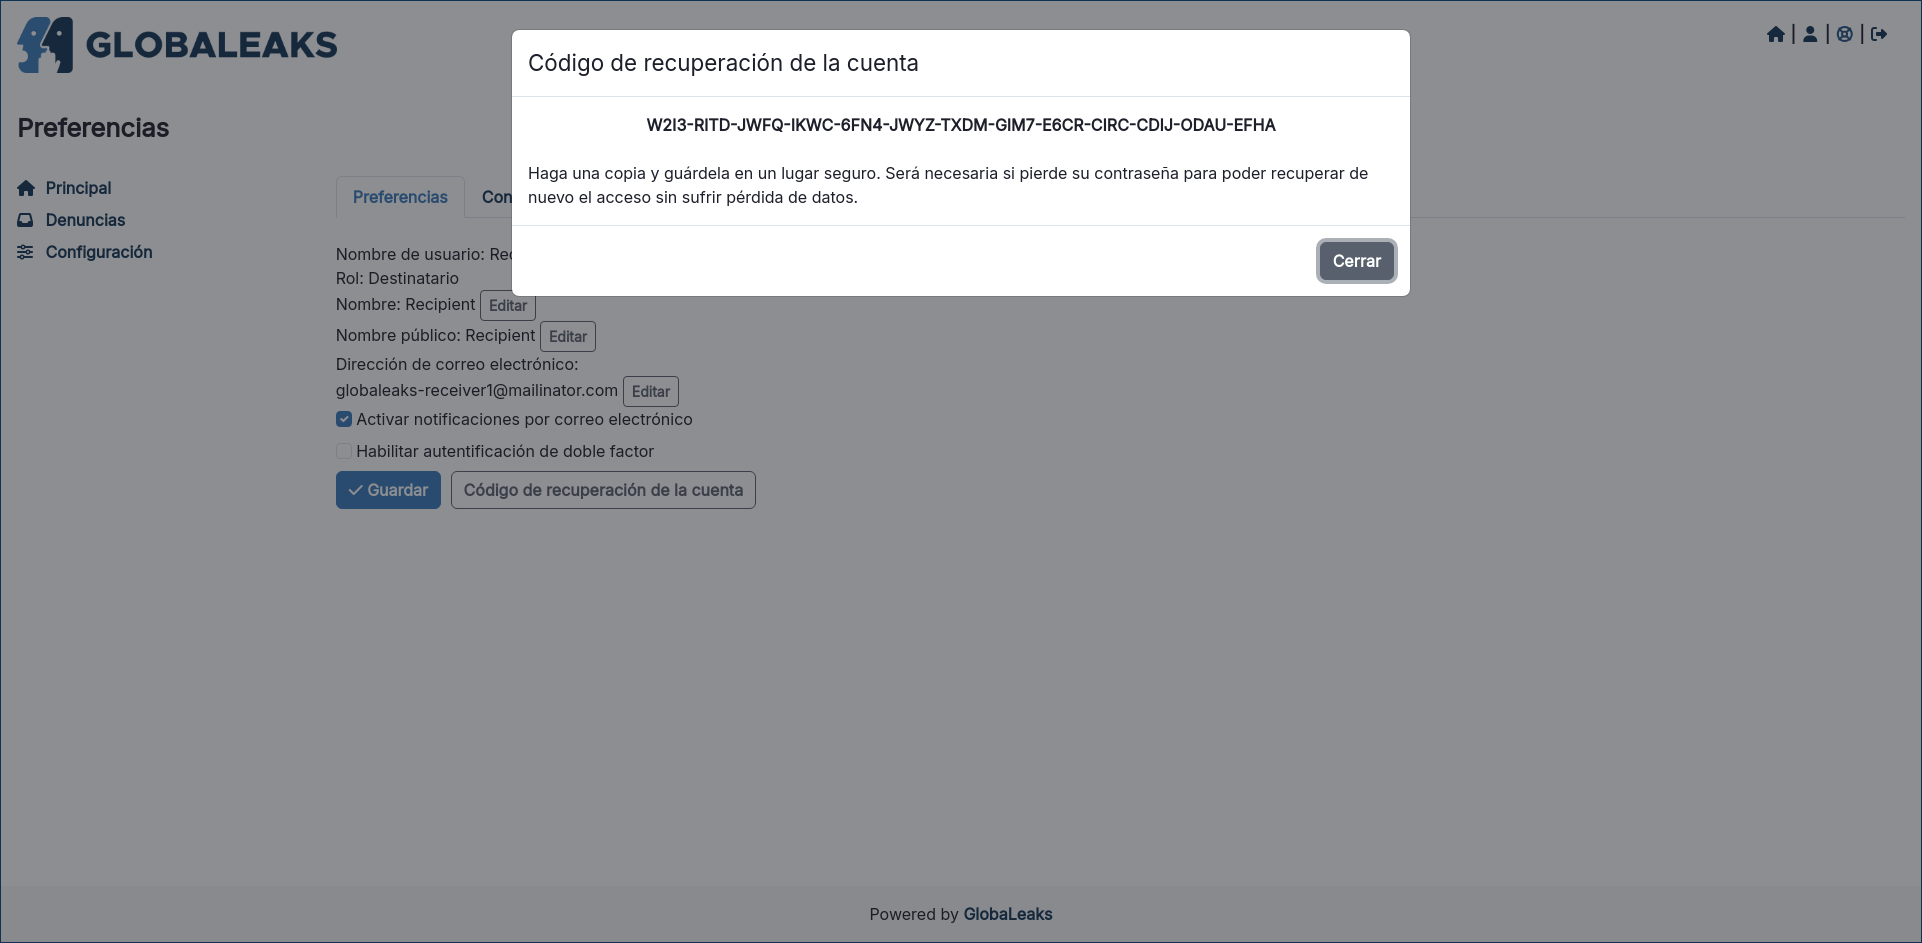 GLOBALEAKS
Código de recuperación de la cuenta
W2I3-RITD-JWFQ-IKWC-6FN4-JWYZ-TXDM-GIM7-E6CR-CIRC-CDIJ-ODAU-EFHA
Haga una copia y guárdela en un lugar seguro. Será necesaria si pierde su contraseña para poder recuperar de
nuevo el acceso sin sufrir pérdida de datos.
Cerrar
Preferencias
Principal
Denuncias
Configuración
Preferencias
Con
Nombre de usuario: Rec
Rol: Destinatario
Nombre: Recipient Editar
Nombre público: Recipient Editar
Dirección de correo electrónico:
globaleaks-receiver1@mailinator.com Editar
Activar notificaciones por correo electrónico
Habilitar autentificación de doble factor
Guardar Código de recuperación de la cuenta
Powered by GlobaLeaks